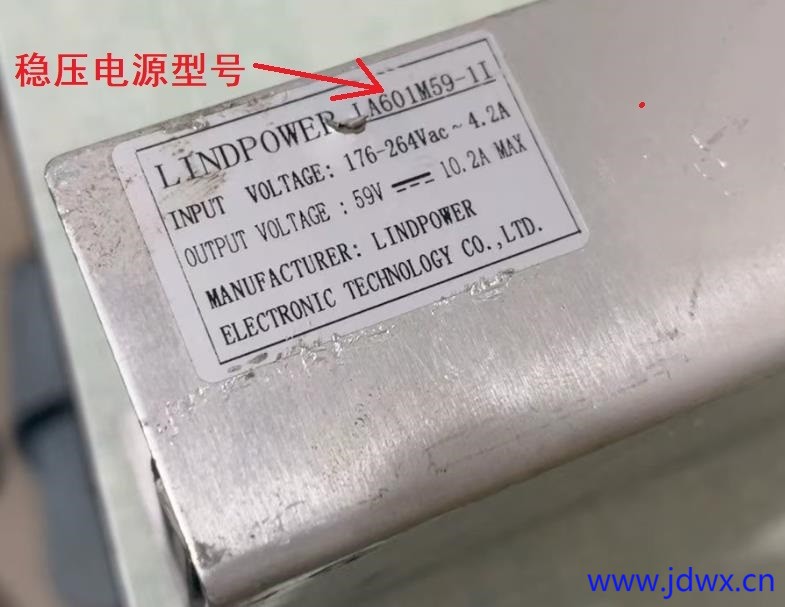 稳压电源型号
LINDPOWER LA601M59-1I
INPUT VOLTAGE: 176-264Vac~4.2A
OUTPUT VOLTAGE : 59V ⎓ 10.2A MAX
MANUFACTURER: LINDPOWER
ELECTRONIC TECHNOLOGY CO.,LTD.
www.jdwx.cn